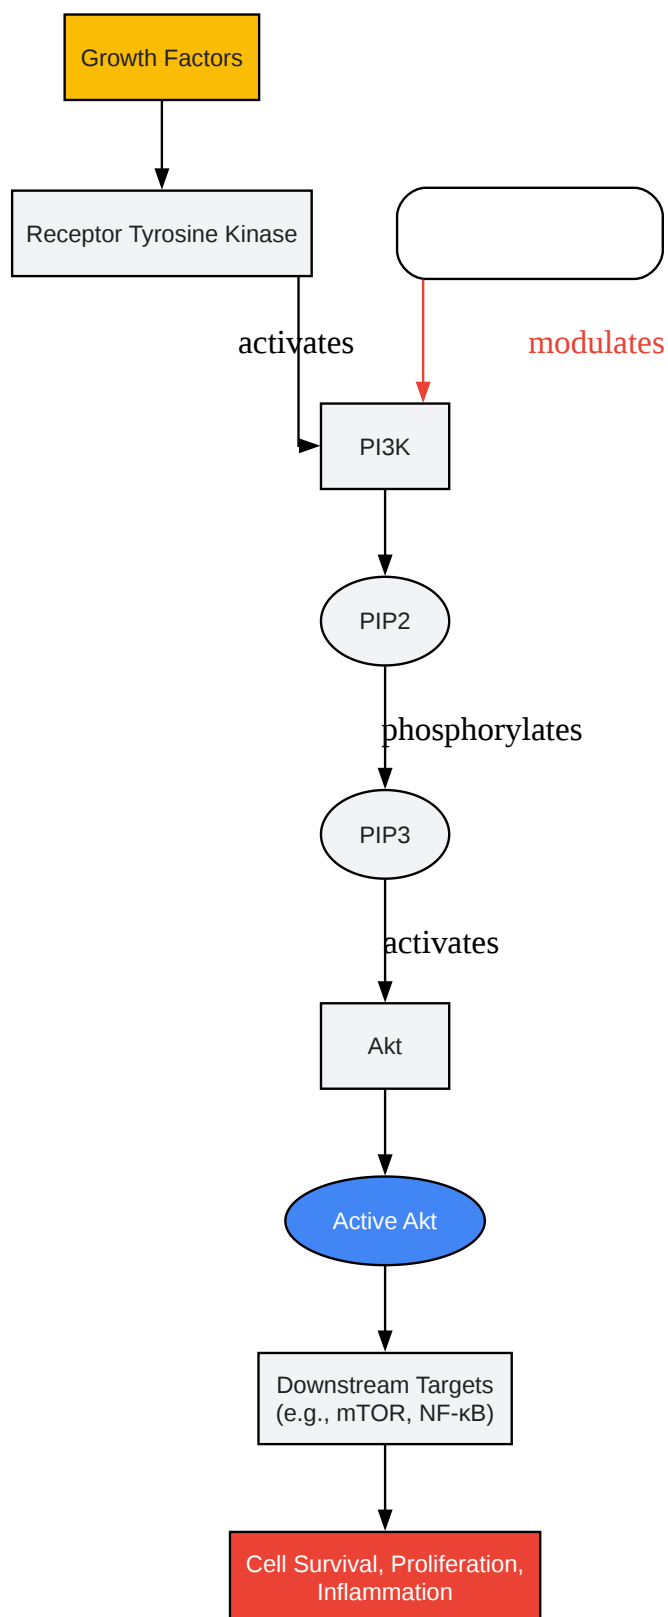 Growth Factors
Receptor Tyrosine Kinase
activates
modulates
PI3K
PIP2
phosphorylates
PIP3
activates
Akt
Active Akt
Downstream Targets
(e.g., mTOR, NF-κB)
Cell Survival, Proliferation,
Inflammation